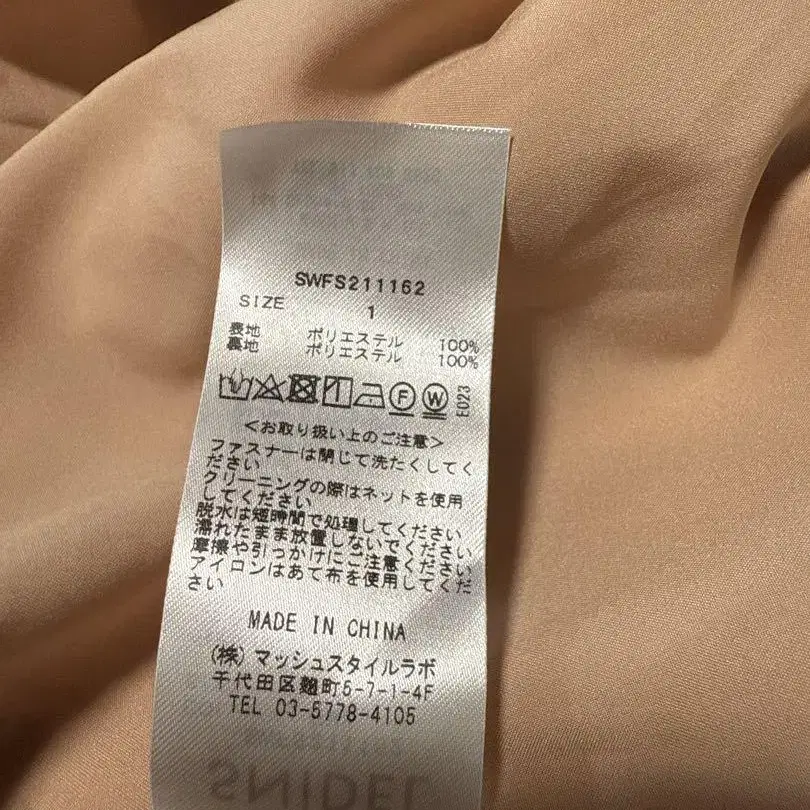 SWFS211162
SIZE 1
表地 ポリエステル 100%
裏地 ポリエステル 100%
F W E023
<お取り扱い上のご注意>
ファスナーは閉じて洗たくしてく
ださい
クリーニングの際はネットを使用
してください
脱水は短時間で処理してください
濡れたまま放置しないでください
摩擦や引っかけにご注意ください
アイロンはあて布を使用してくだ
さい
MADE IN CHINA
(株) マッシュスタイルラボ
千代田区麹町5-7-1-4F
TEL 03-5778-4105
SNIDEL